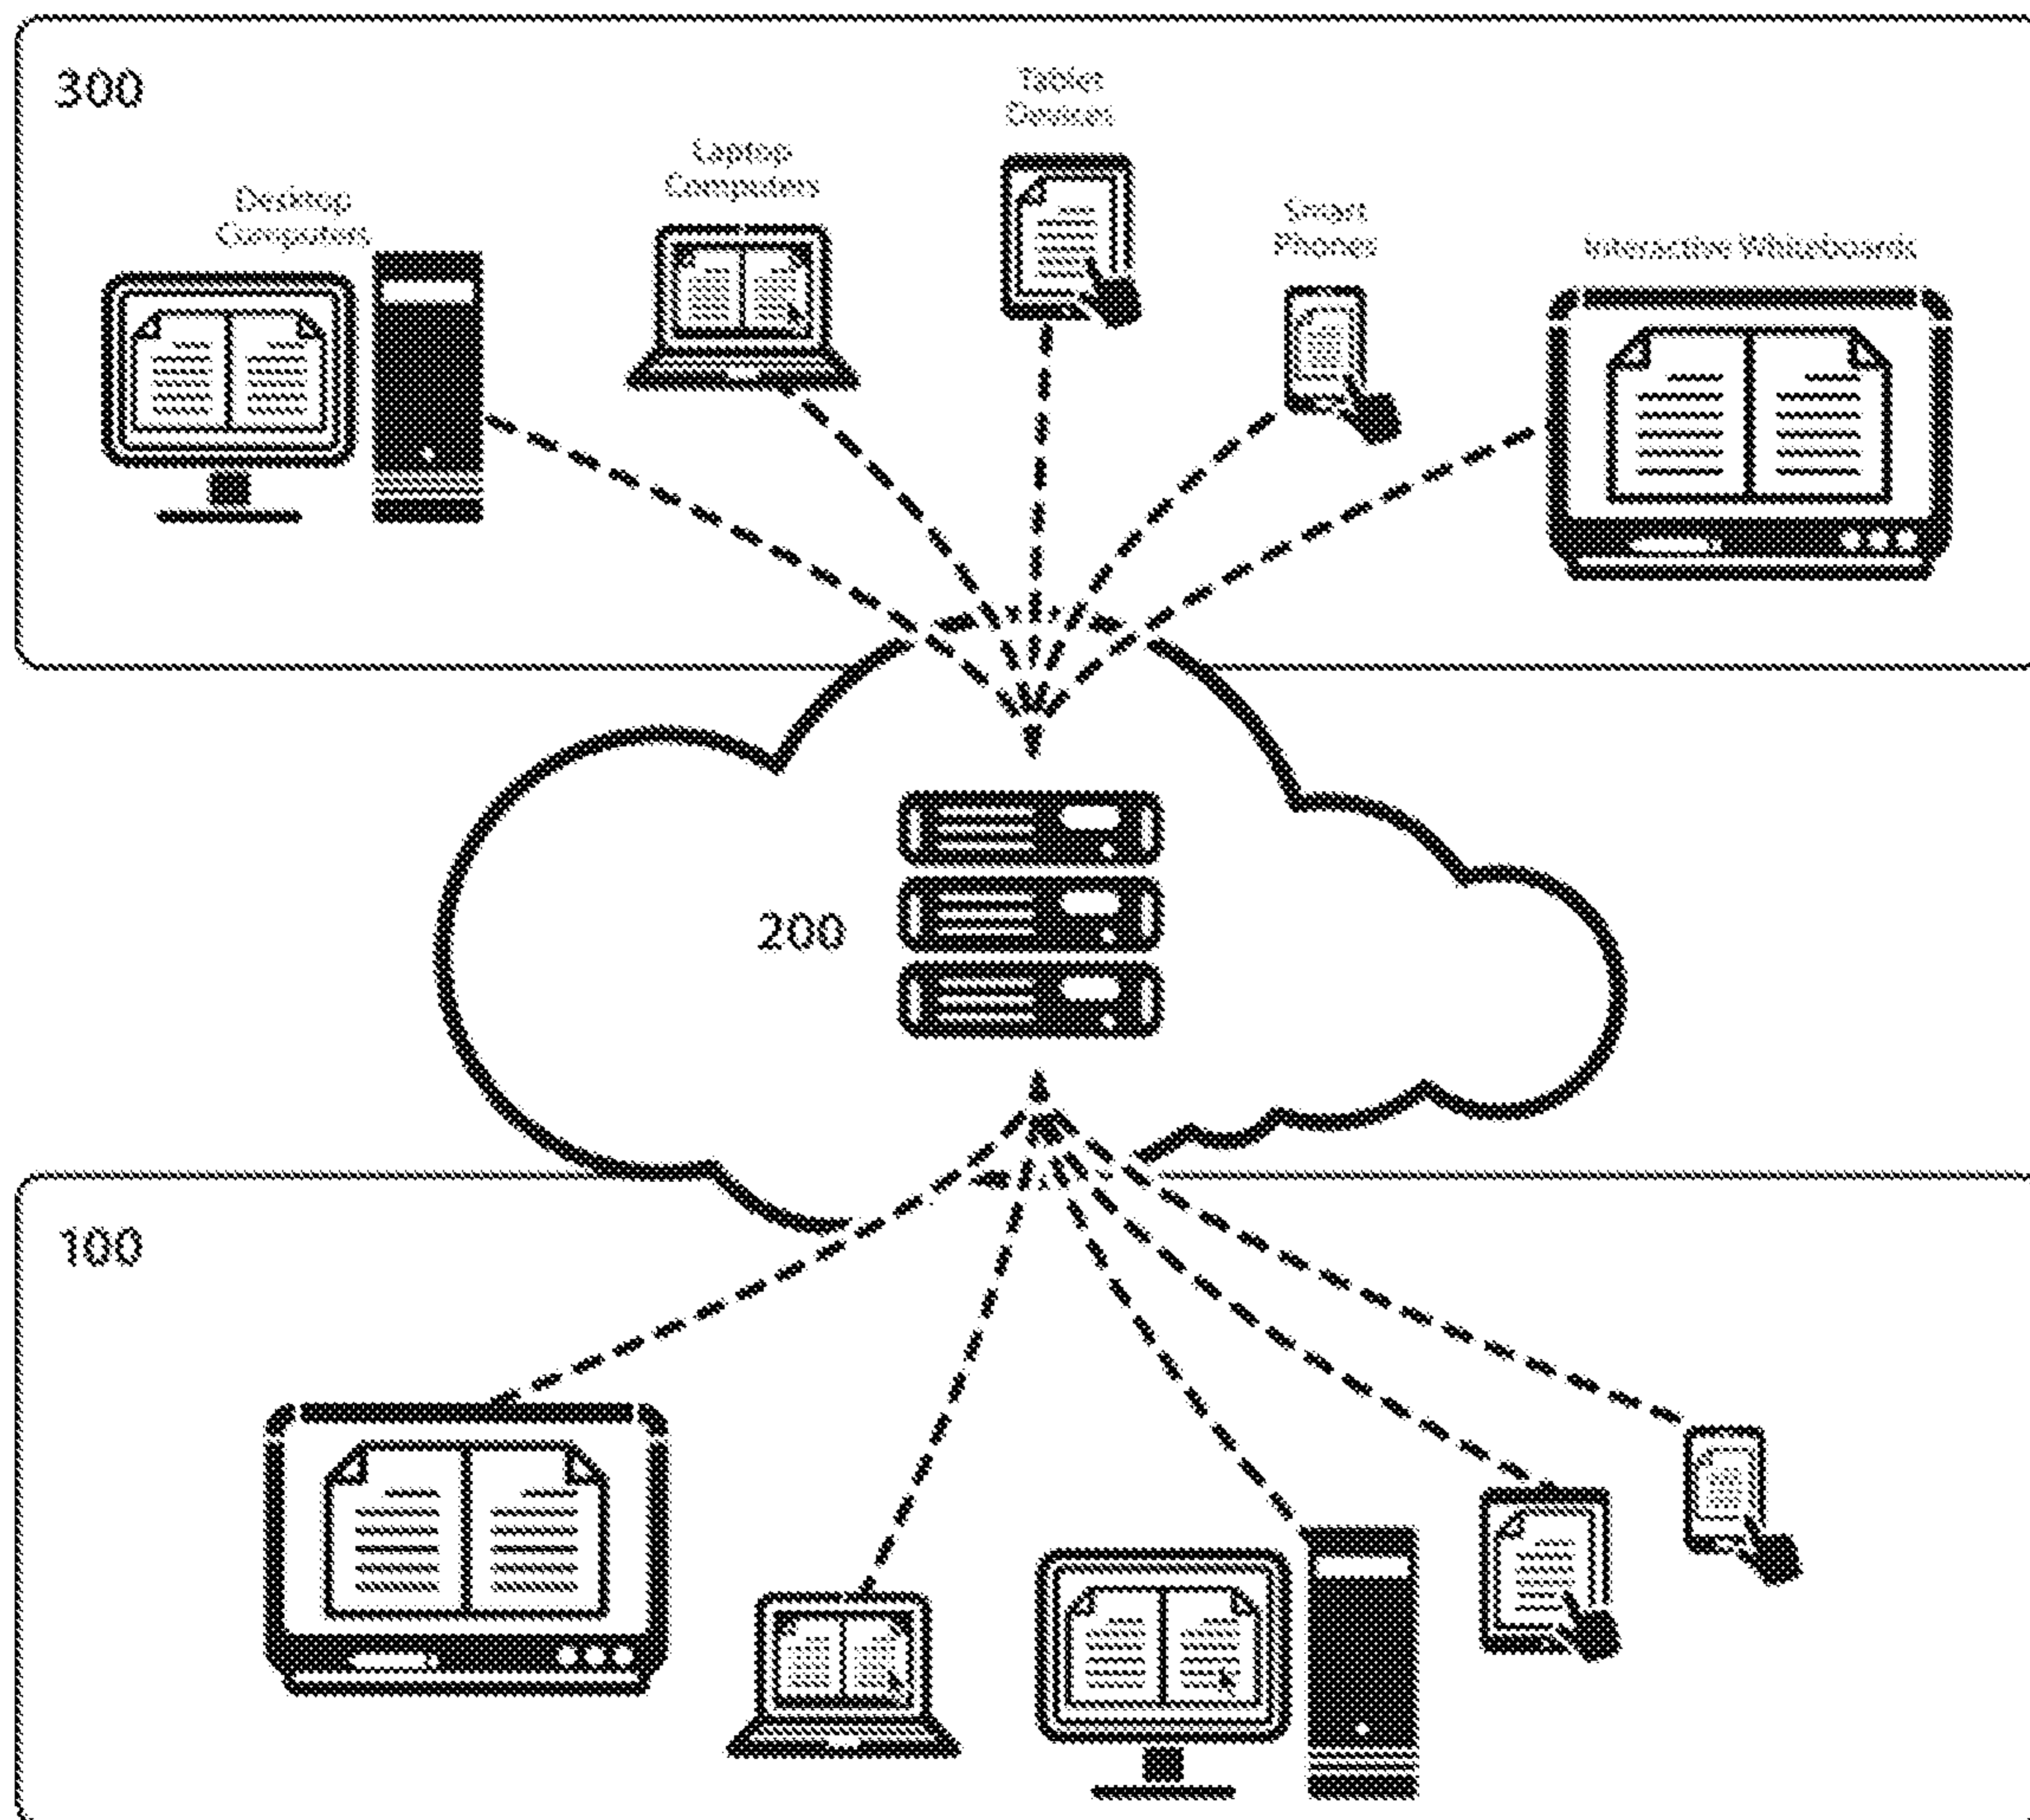 300
Tablet
Devices
Laptop
Computers
Desktop
Computers
Smart
Phones
Interactive Whiteboards
200
100